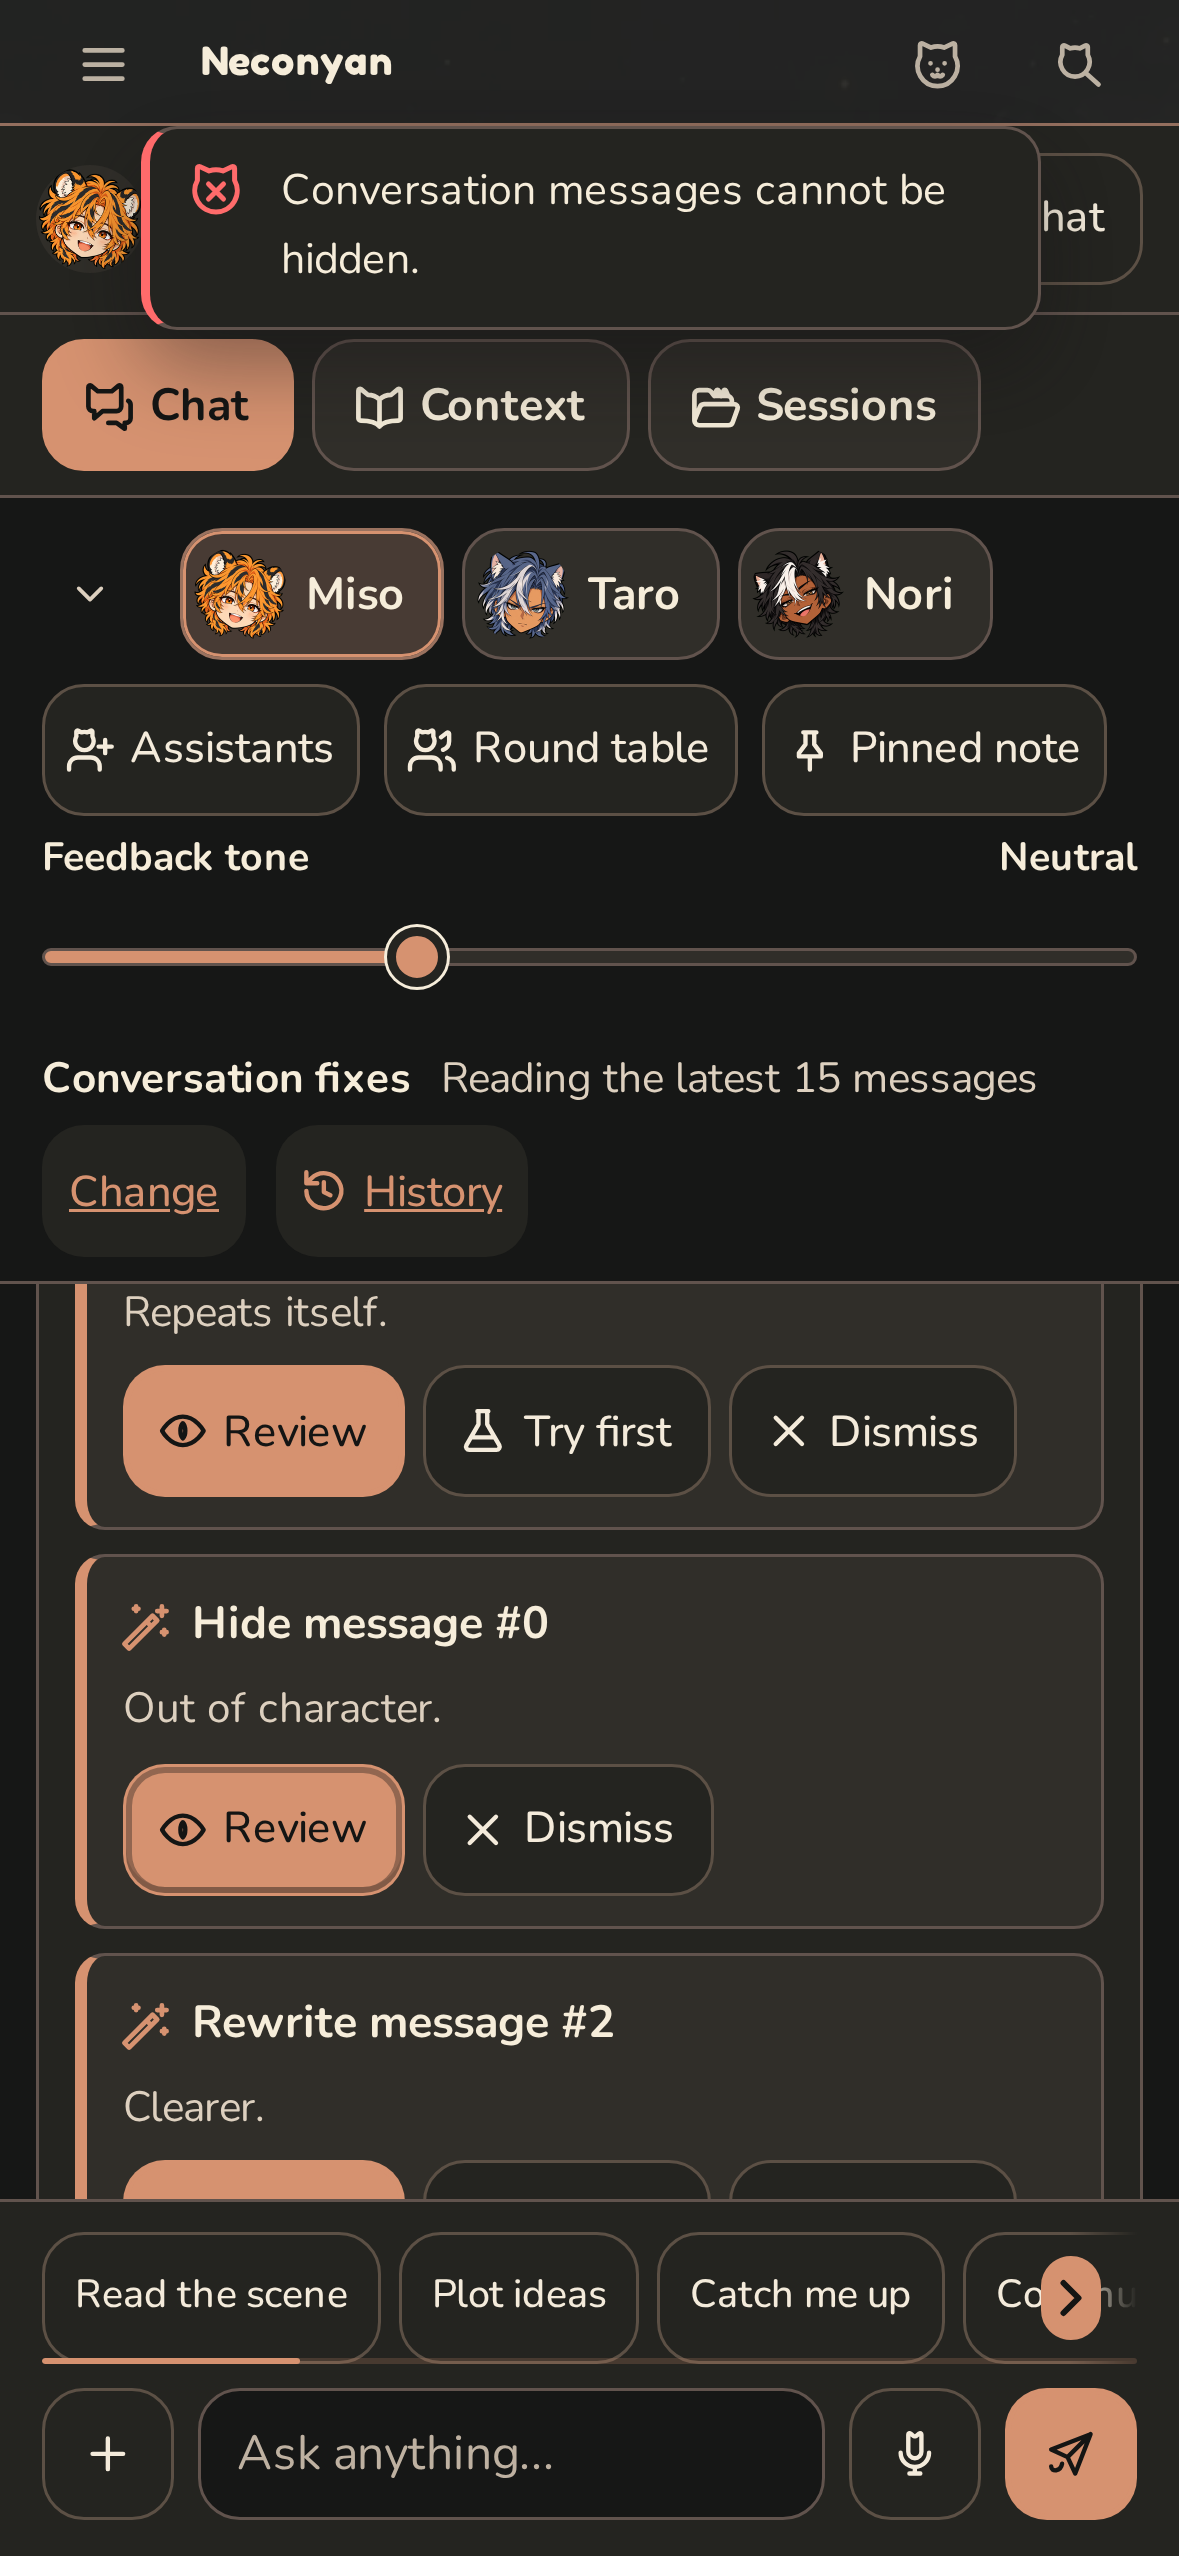 Neconyan
Conversation messages cannot be
hidden.
hat
Chat
Context
Sessions
Miso
Taro
Nori
Assistants
Round table
Pinned note
Feedback tone
Neutral
Conversation fixes Reading the latest 15 messages
Change
History
Repeats itself.
Review
Try first
Dismiss
Hide message #0
Out of character.
Review
Dismiss
Rewrite message #2
Clearer.
Read the scene
Plot ideas
Catch me up
Ask anything...